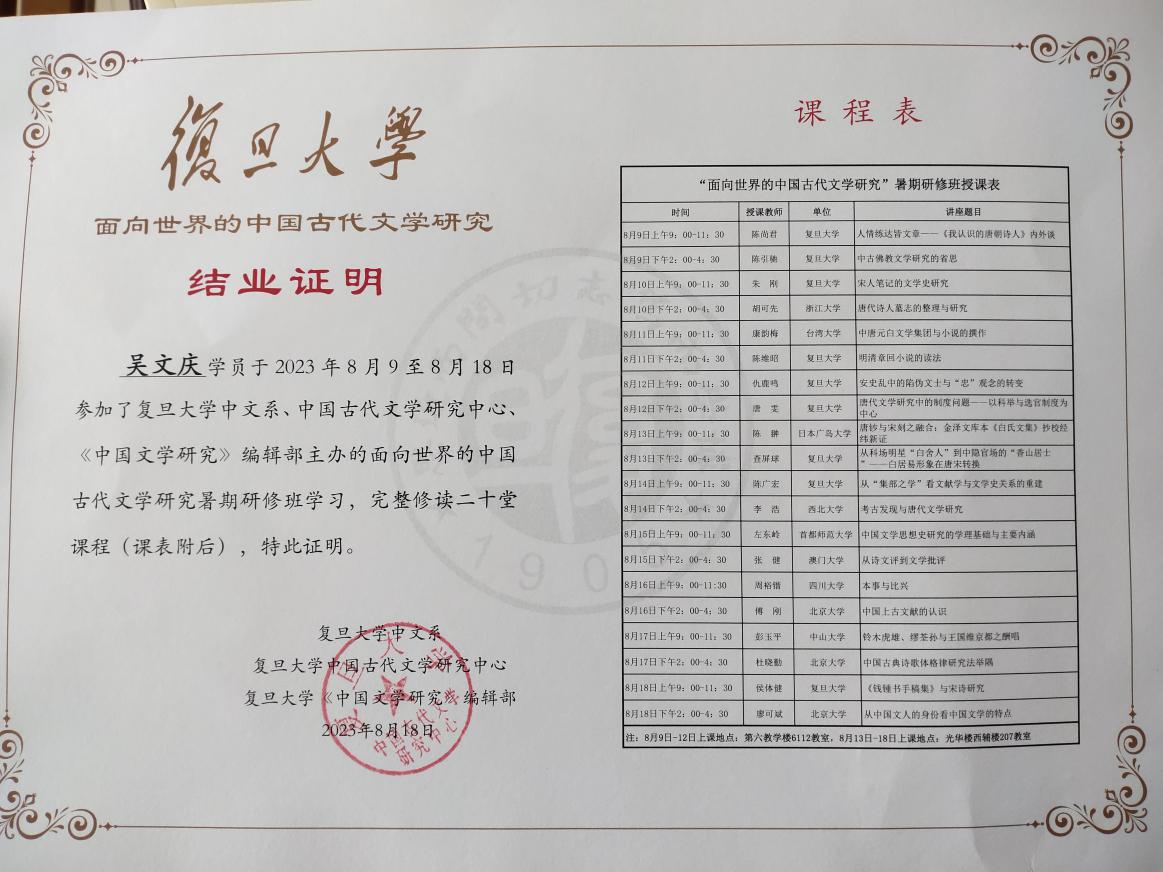 復旦大學
面向世界的中国古代文学研究
结业证明
吴文庆学员于 2023 年 8 月 9 至 8 月 18 日
参加了复旦大学中文系、中国古代文学研究中心、
《中国文学研究》编辑部主办的面向世界的中国
古代文学研究暑期研修班学习，完整修读二十堂
课程（课表附后），特此证明。
复旦大学中文系
复旦大学中国古代文学研究中心
复旦大学《中国文学研究》编辑部
2023年8月18日
复旦大学
中国古代文学
研究中心
1905
课程表
“面向世界的中国古代文学研究”暑期研修班授课表
时间 授课教师 单位 讲座题目
8月9日上午9：00-11：30 陈尚君 复旦大学 人情练达皆文章——《我认识的唐朝诗人》内外谈
8月9日下午2：00-4：30 陈引驰 复旦大学 中古佛教文学研究的省思
8月10日上午9：00-11：30 朱 刚 复旦大学 宋人笔记的文学史研究
8月10日下午2：00-4：30 胡可先 浙江大学 唐代诗人墓志的整理与研究
8月11日上午9：00-11：30 康韵梅 台湾大学 中唐元白文学集团与小说的撰作
8月11日下午2：00-4：30 陈维昭 复旦大学 明清章回小说的读法
8月12日上午9：00-11：30 仇鹿鸣 复旦大学 安史乱中的陷伪文士与“忠”观念的转变
8月12日下午2：00-4：30 唐 雯 复旦大学 唐代文学研究中的制度问题——以科举与选官制度为
中心
8月13日上午9：00-11：30 陈 翀 日本广岛大学 唐钞与宋刻之融合：金泽文库本《白氏文集》抄校经
纬新证
8月13日下午2：00-4：30 查屏球 复旦大学 从科场明星“白舍人”到中隐官场的“香山居士
”——白居易形象在唐宋转换
8月14日上午9：00-11：30 陈广宏 复旦大学 从“集部之学”看文献学与文学史关系的重建
8月14日下午2：00-4：30 李 浩 西北大学 考古发现与唐代文学研究
8月15日上午9：00-11：30 左东岭 首都师范大学 中国文学思想史研究的学理基础与主要内涵
8月15日下午2：00-4：30 张 健 澳门大学 从诗文评到文学批评
8月16日上午9：00-11:30 周裕锴 四川大学 本事与比兴
8月16日下午2：00-4：30 傅 刚 北京大学 中国上古文献的认识
8月17日上午9：00-11：30 彭玉平 中山大学 铃木虎雄、缪荃孙与王国维京都之酬唱
8月17日下午2：00-4：30 杜晓勤 北京大学 中国古典诗歌体格律研究法举隅
8月18日上午9：00-11：30 侯体健 复旦大学 《钱锺书手稿集》与宋诗研究
8月18日下午2：00-4：30 廖可斌 北京大学 从中国文人的身份看中国文学的特点
注：8月9日-12日上课地点：第六教学楼6112教室，8月13日-18日上课地点：光华楼西辅楼207教室